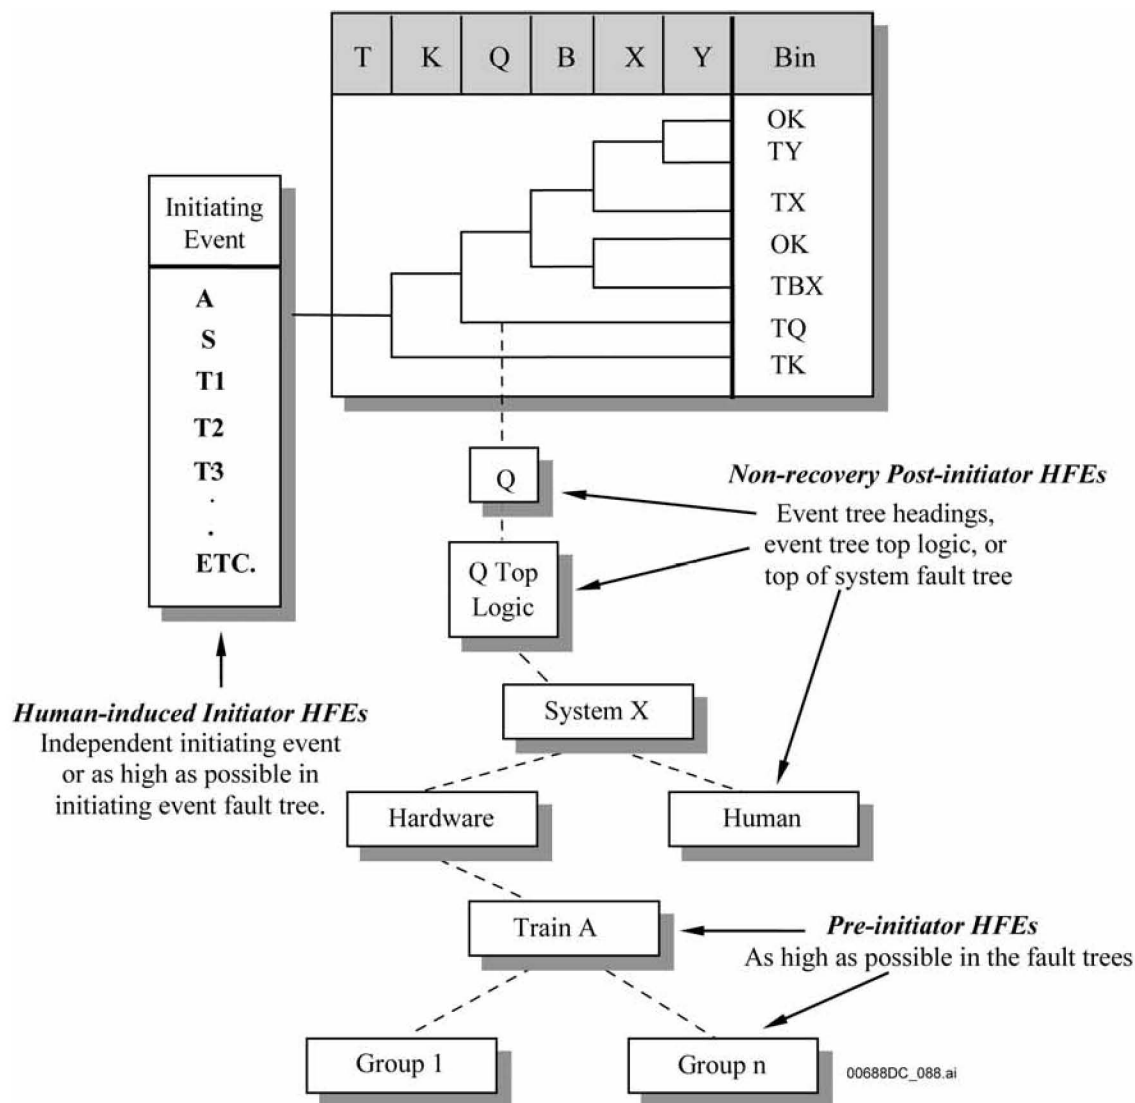 T K Q B X Y Bin
OK
TY
TX
OK
TBX
TQ
TK
Initiating
Event
A
S
T1
T2
T3
.
.
ETC.
Q
Q Top
Logic
Non-recovery Post-initiator HFEs
Event tree headings,
event tree top logic, or
top of system fault tree
Human-induced Initiator HFEs
Independent initiating event
or as high as possible in
initiating event fault tree.
System X
Hardware
Human
Train A
Pre-initiator HFEs
As high as possible in the fault trees
Group 1
Group n
00688DC_088.ai